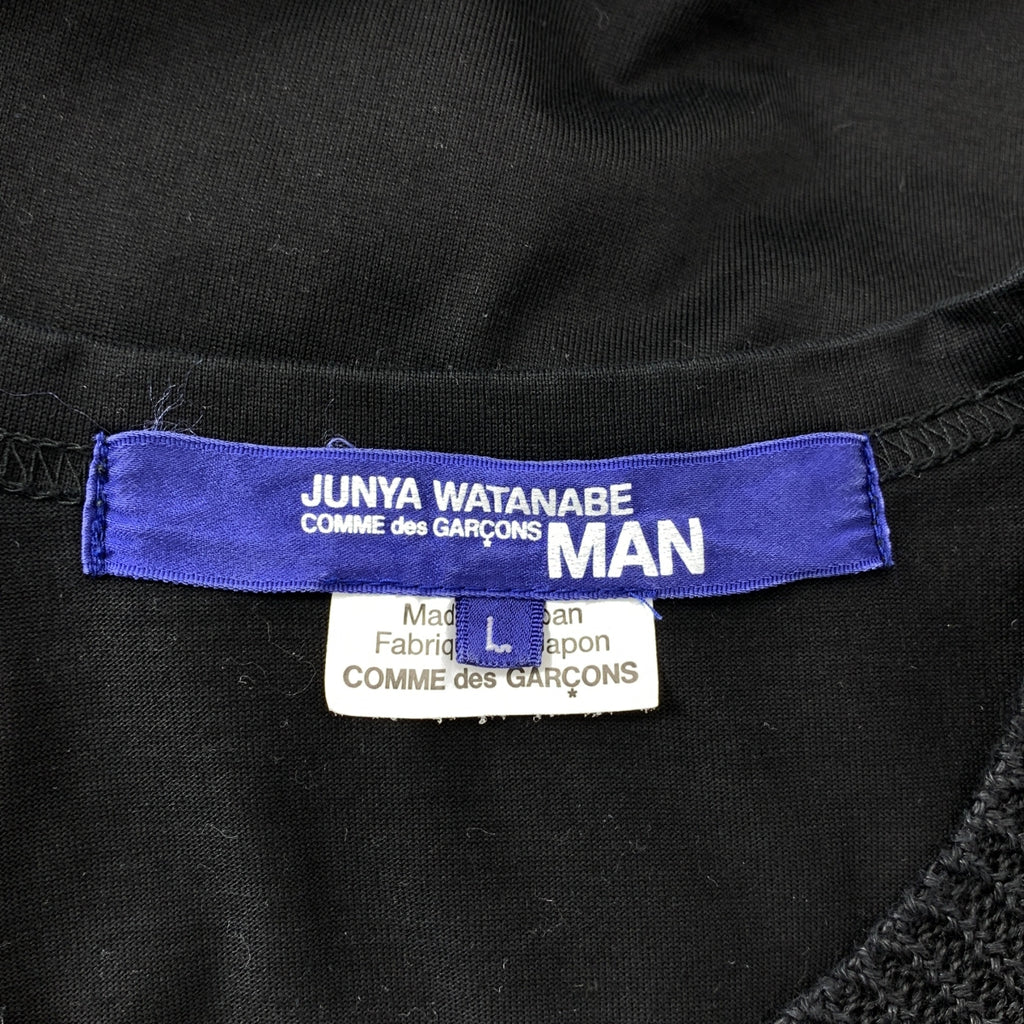 JUNYA WATANABE
COMME des GARÇONS MAN
L
COMME des GARÇONS